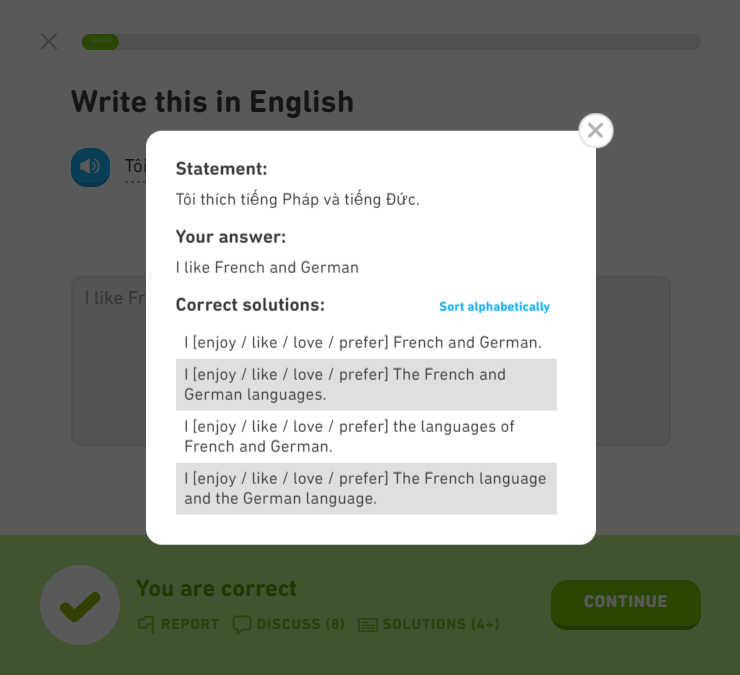 Write this in English
Tôi
I like Fr
Statement:
Tôi thích tiếng Pháp và tiếng Đức.
Your answer:
I like French and German
Correct solutions:
Sort alphabetically
I [enjoy / like / love / prefer] French and German.
I [enjoy / like / love / prefer] The French and
German languages.
I [enjoy / like / love / prefer] the languages of
French and German.
I [enjoy / like / love / prefer] The French language
and the German language.
You are correct
REPORT DISCUSS (8) SOLUTIONS (4+)
CONTINUE